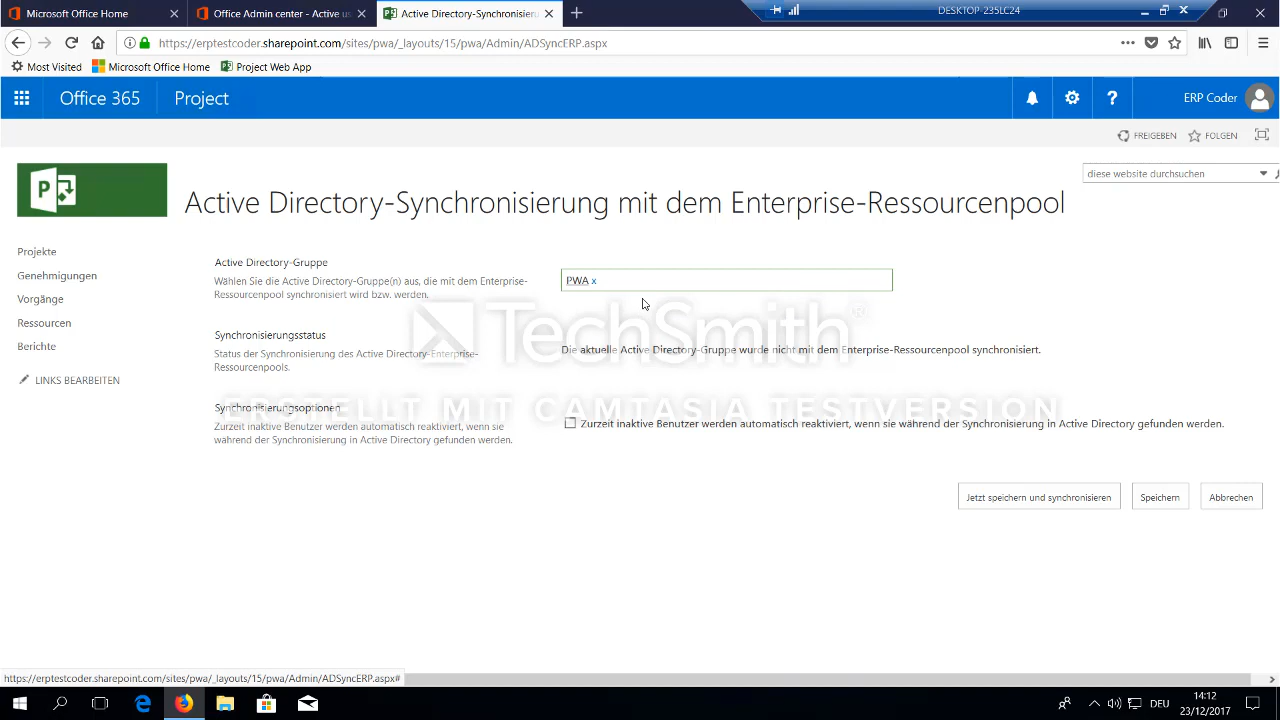 Microsoft Office Home
Office Admin center - Active us
Active Directory-Synchronisieru
DESKTOP-235LC24
https://erptestcoder.sharepoint.com/sites/pwa/_layouts/15/pwa/Admin/ADSyncERP.aspx
Most Visited
Microsoft Office Home
Project Web App
Office 365
Project
ERP Coder
FREIGEBEN
FOLGEN
diese website durchsuchen
Active Directory-Synchronisierung mit dem Enterprise-Ressourcenpool
Projekte
Genehmigungen
Vorgänge
Ressourcen
Berichte
LINKS BEARBEITEN
Active Directory-Gruppe
Wählen Sie die Active Directory-Gruppe(n) aus, die mit dem Enterprise-
Ressourcenpool synchronisiert wird bzw. werden.
PWA x
Synchronisierungsstatus
Status der Synchronisierung des Active Directory-Enterprise-
Ressourcenpools.
Die aktuelle Active Directory-Gruppe wurde nicht mit dem Enterprise-Ressourcenpool synchronisiert.
TechSmith®
ERSTELLT MIT CAMTASIA TESTVERSION
Synchronisierungsoptionen
Zurzeit inaktive Benutzer werden automatisch reaktiviert, wenn sie
während der Synchronisierung in Active Directory gefunden werden.
Zurzeit inaktive Benutzer werden automatisch reaktiviert, wenn sie während der Synchronisierung in Active Directory gefunden werden.
Jetzt speichern und synchronisieren
Speichern
Abbrechen
https://erptestcoder.sharepoint.com/sites/pwa/_layouts/15/pwa/Admin/ADSyncERP.aspx#
DEU
14:12
23/12/2017